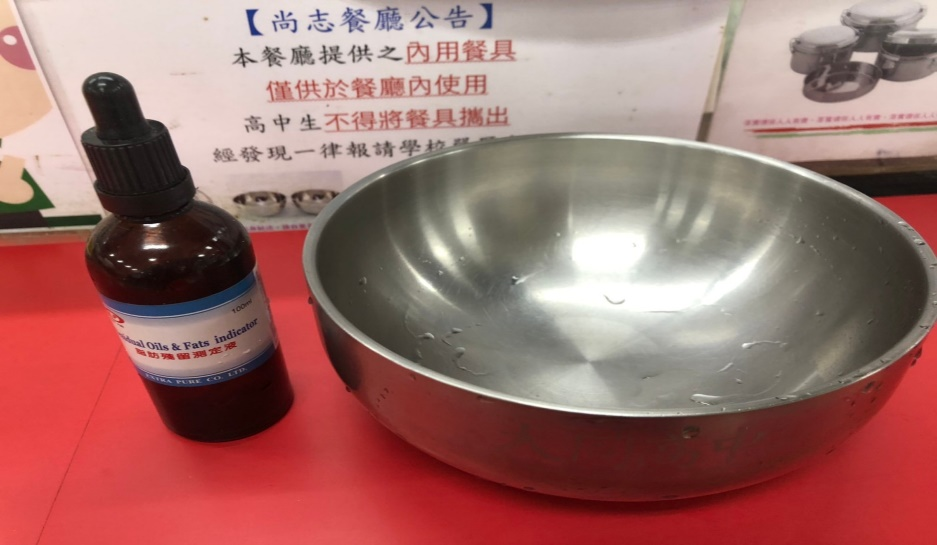 【尚志餐廳公告】
本餐廳提供之內用餐具
僅供於餐廳內使用
高中生不得將餐具攜出
經發現一律報請學校
100ml
Oils & Fats indicator
脂肪殘留測定液
PURE CO. LTD.